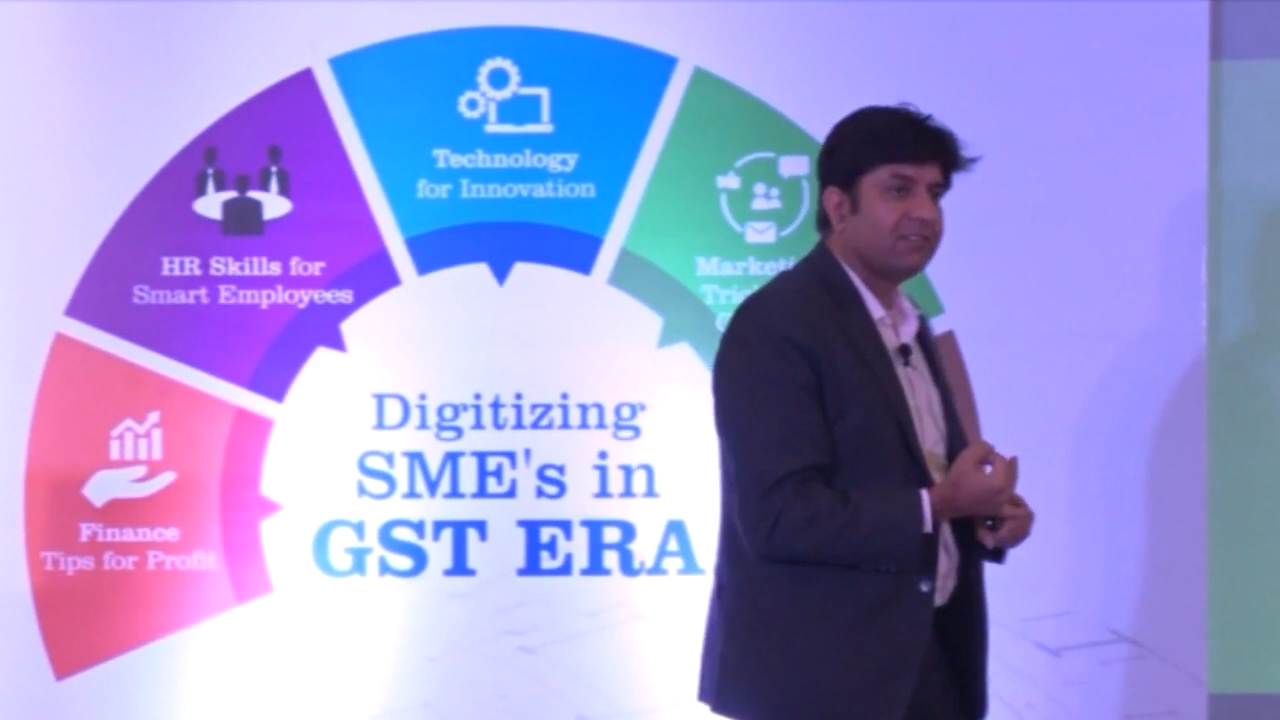 Technology
for Innovation
HR Skills for
Smart Employees
Finance
Tips for Profit
Digitizing
SME's in
GST ERA